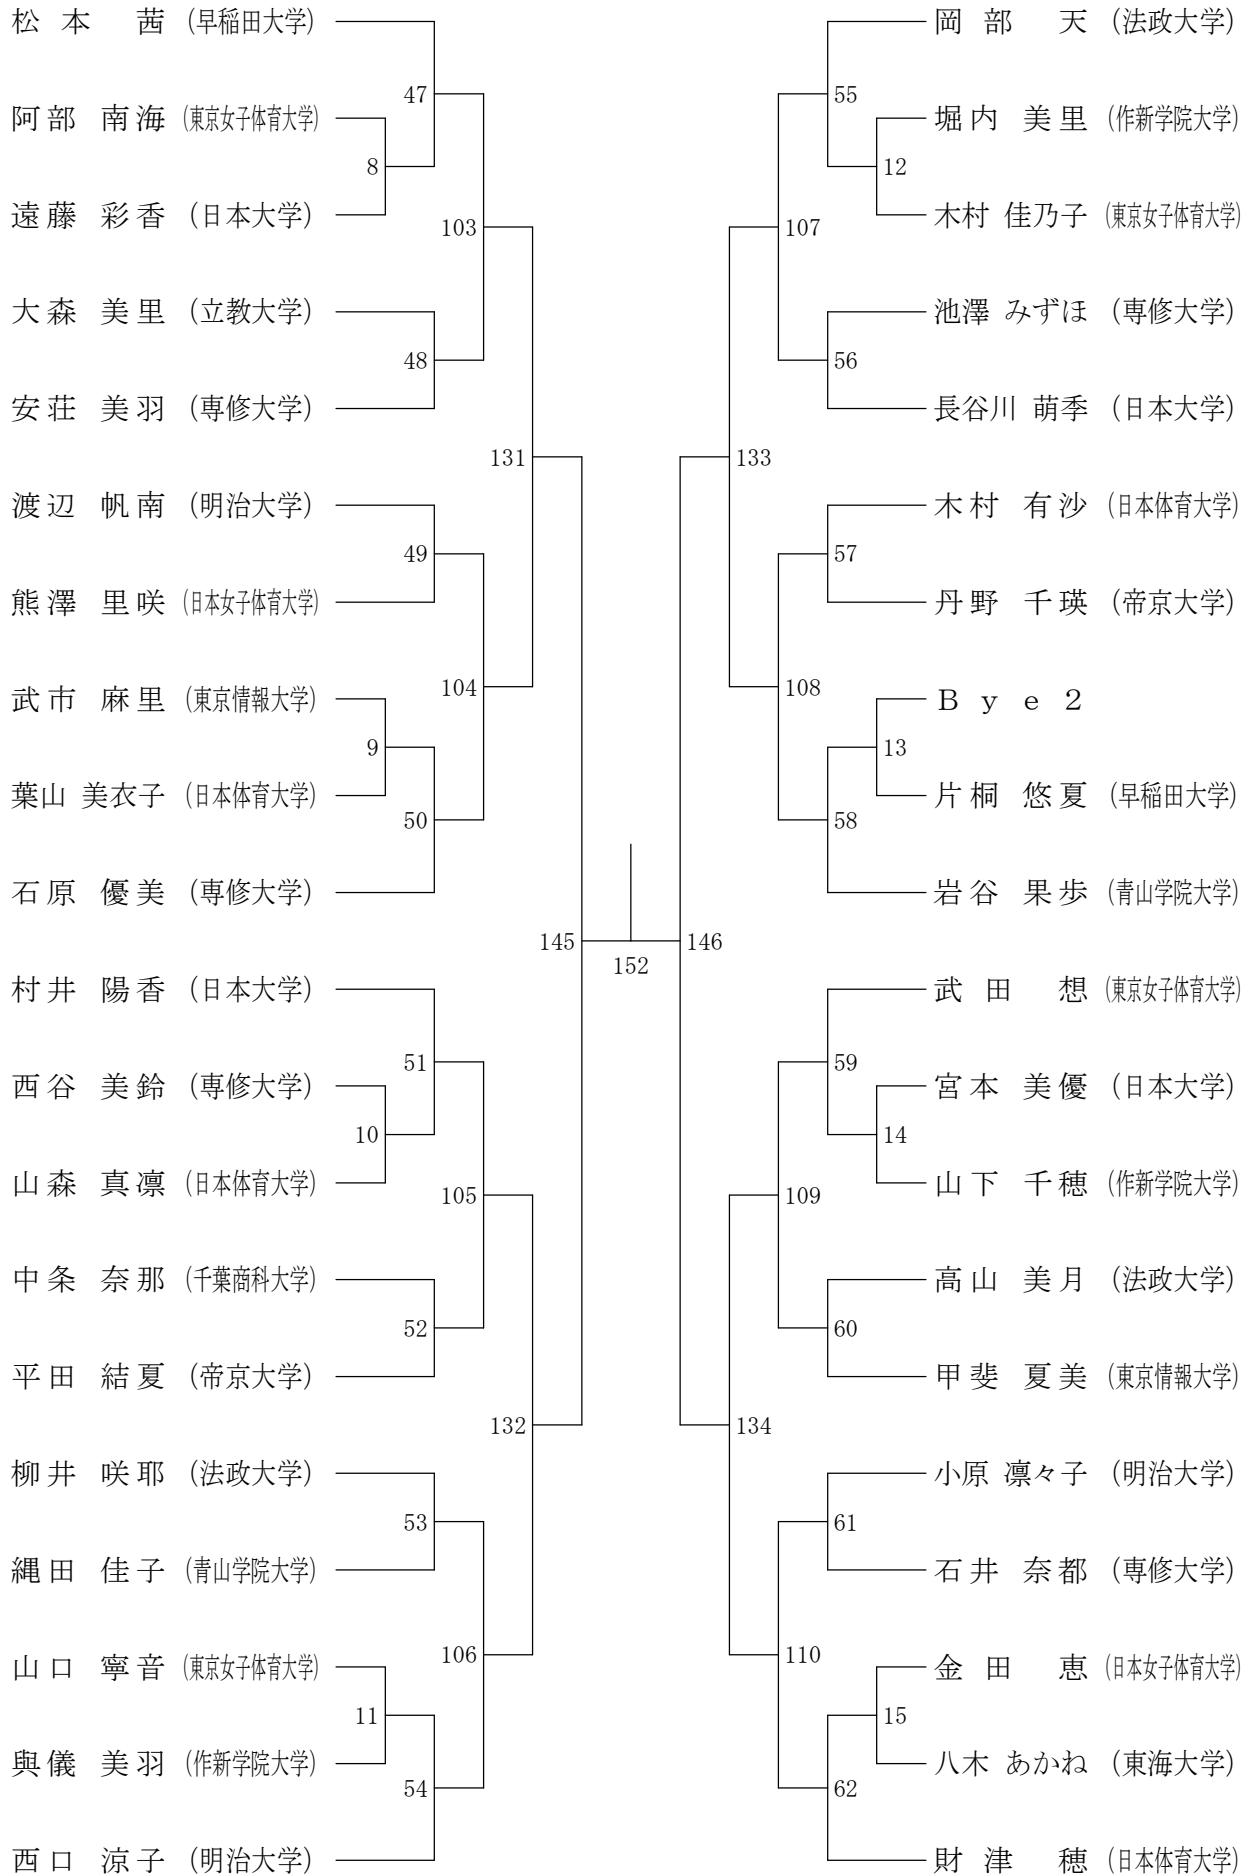 松本 茜 (早稲田大学)
47
阿部 南海 (東京女子体育大学)
8
遠藤 彩香 (日本大学)
103
大森 美里 (立教大学)
48
安荘 美羽 (専修大学)
131
渡辺 帆南 (明治大学)
49
熊澤 里咲 (日本女子体育大学)
104
武市 麻里 (東京情報大学)
9
葉山 美衣子 (日本体育大学)
50
石原 優美 (専修大学)
145
村井 陽香 (日本大学)
51
西谷 美鈴 (専修大学)
10
山森 真凛 (日本体育大学)
105
中条 奈那 (千葉商科大学)
52
平田 結夏 (帝京大学)
132
柳井 咲耶 (法政大学)
53
縄田 佳子 (青山学院大学)
106
山口 寧音 (東京女子体育大学)
11
與儀 美羽 (作新学院大学)
54
西口 涼子 (明治大学)
152
岡部 天 (法政大学)
55
堀内 美里 (作新学院大学)
12
木村 佳乃子 (東京女子体育大学)
107
池澤 みずほ (専修大学)
56
長谷川 萌季 (日本大学)
133
木村 有沙 (日本体育大学)
57
丹野 千瑛 (帝京大学)
108
Ｂｙｅ２
13
片桐 悠夏 (早稲田大学)
58
岩谷 果歩 (青山学院大学)
146
武田 想 (東京女子体育大学)
59
宮本 美優 (日本大学)
14
山下 千穂 (作新学院大学)
109
高山 美月 (法政大学)
60
甲斐 夏美 (東京情報大学)
134
小原 凛々子 (明治大学)
61
石井 奈都 (専修大学)
110
金田 恵 (日本女子体育大学)
15
八木 あかね (東海大学)
62
財津 穂 (日本体育大学)